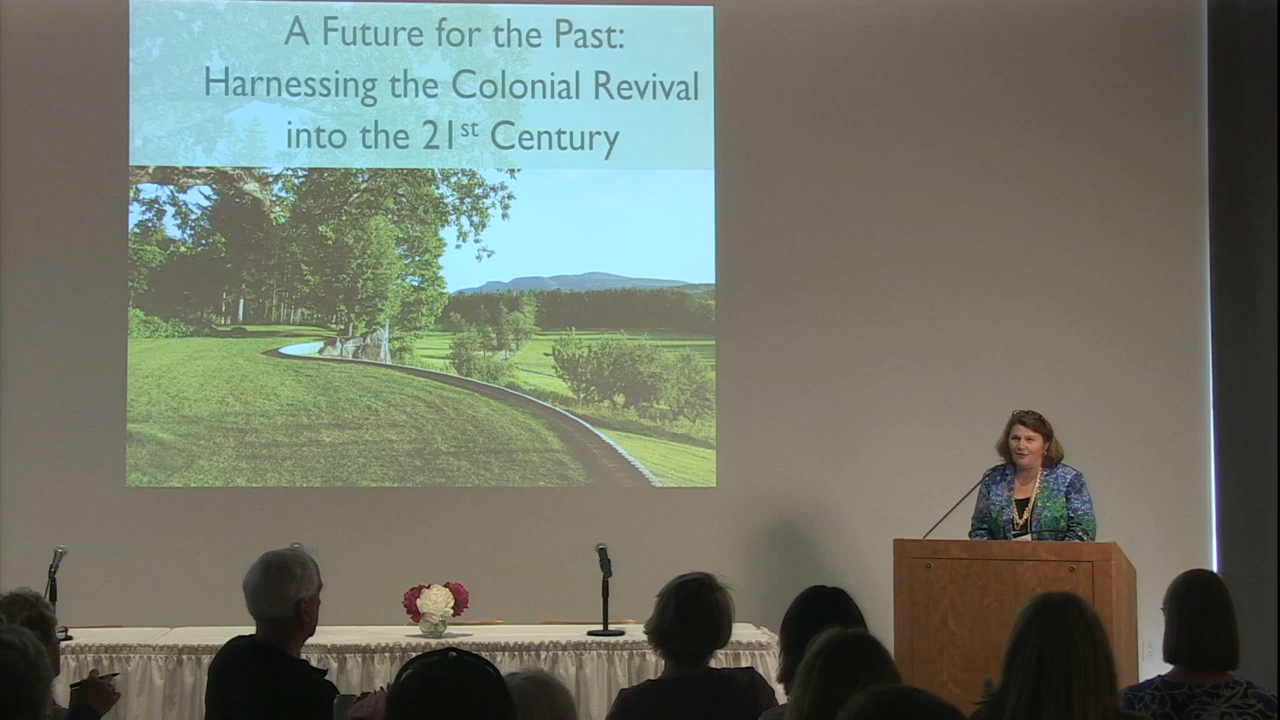 A Future for the Past:
Harnessing the Colonial Revival
into the 21st Century